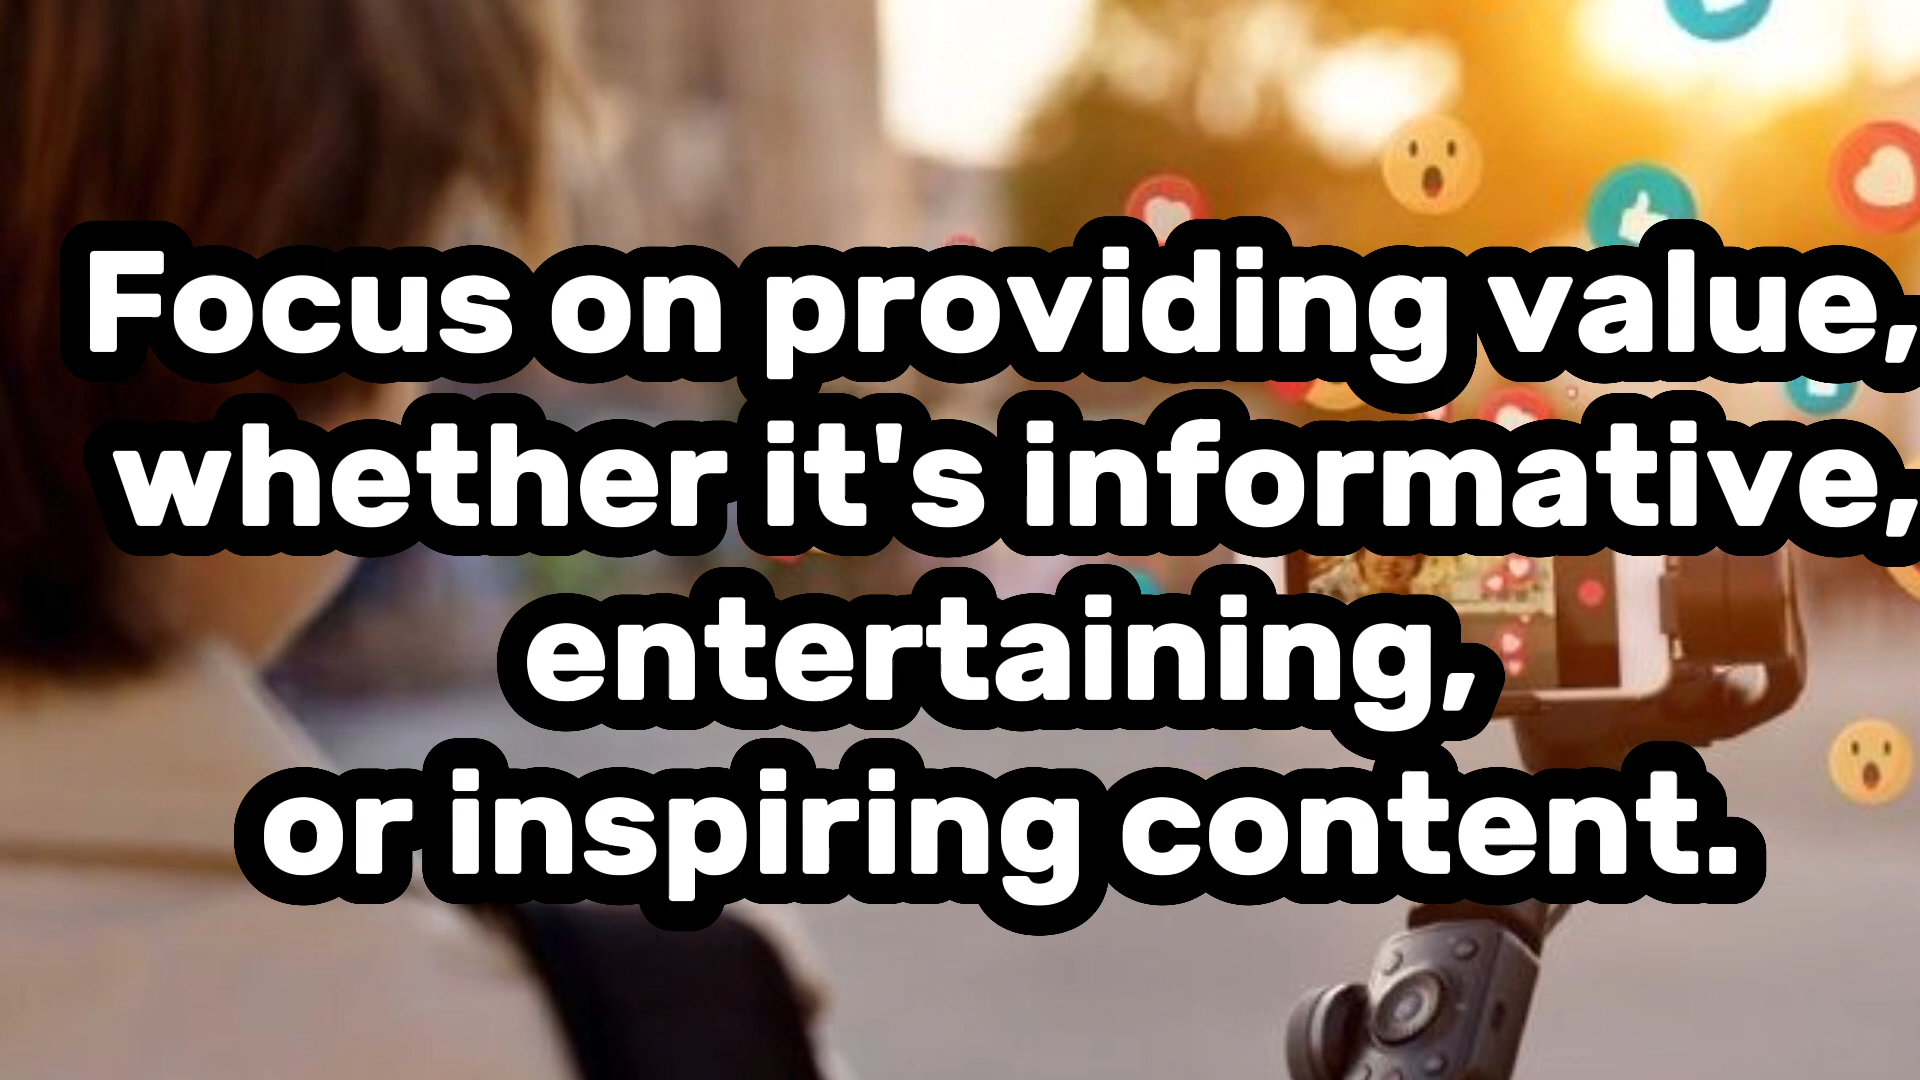 Focus on providing value,
whether it's informative,
entertaining,
or inspiring content.